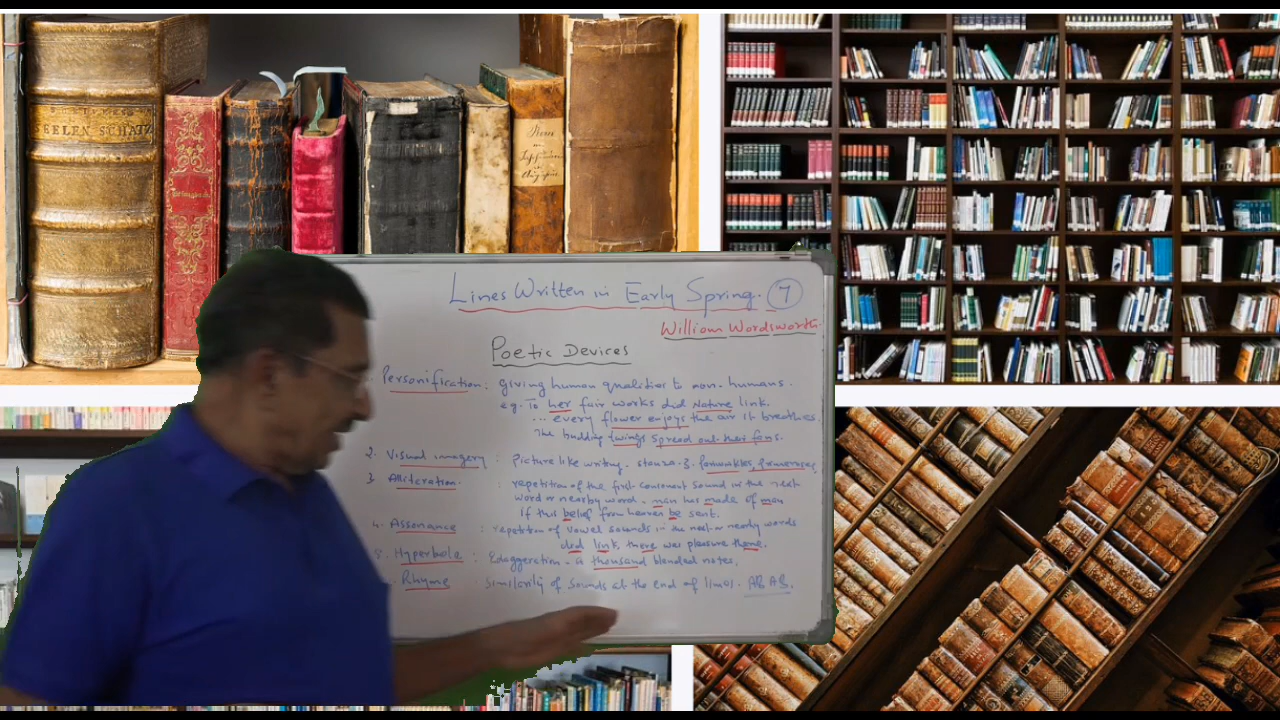 SEELEN SCHATZ
Lines Written in Early Spring. 7
William Wordsworth.
Poetic Devices
Personification: giving human qualities to non-humans.
eg. To her fair works did Nature link.
... every flower enjoys the air it breathes.
The budding twigs spread out their fans.
2. Visual imagery: Picture like writing. stanza-3. Periwinkles, primroses,
3. Alliteration: repetition of the first consonant sound in the next
word or nearby word. man has made of man
If this belief from heaven be sent.
4. Assonance: repetition of vowel sounds in the next or nearby words
did link, there was pleasure there.
5. Hyperbole: Exaggeration - a thousand blended notes.
Rhyme: Similarity of sounds at the end of lines. AB AB.